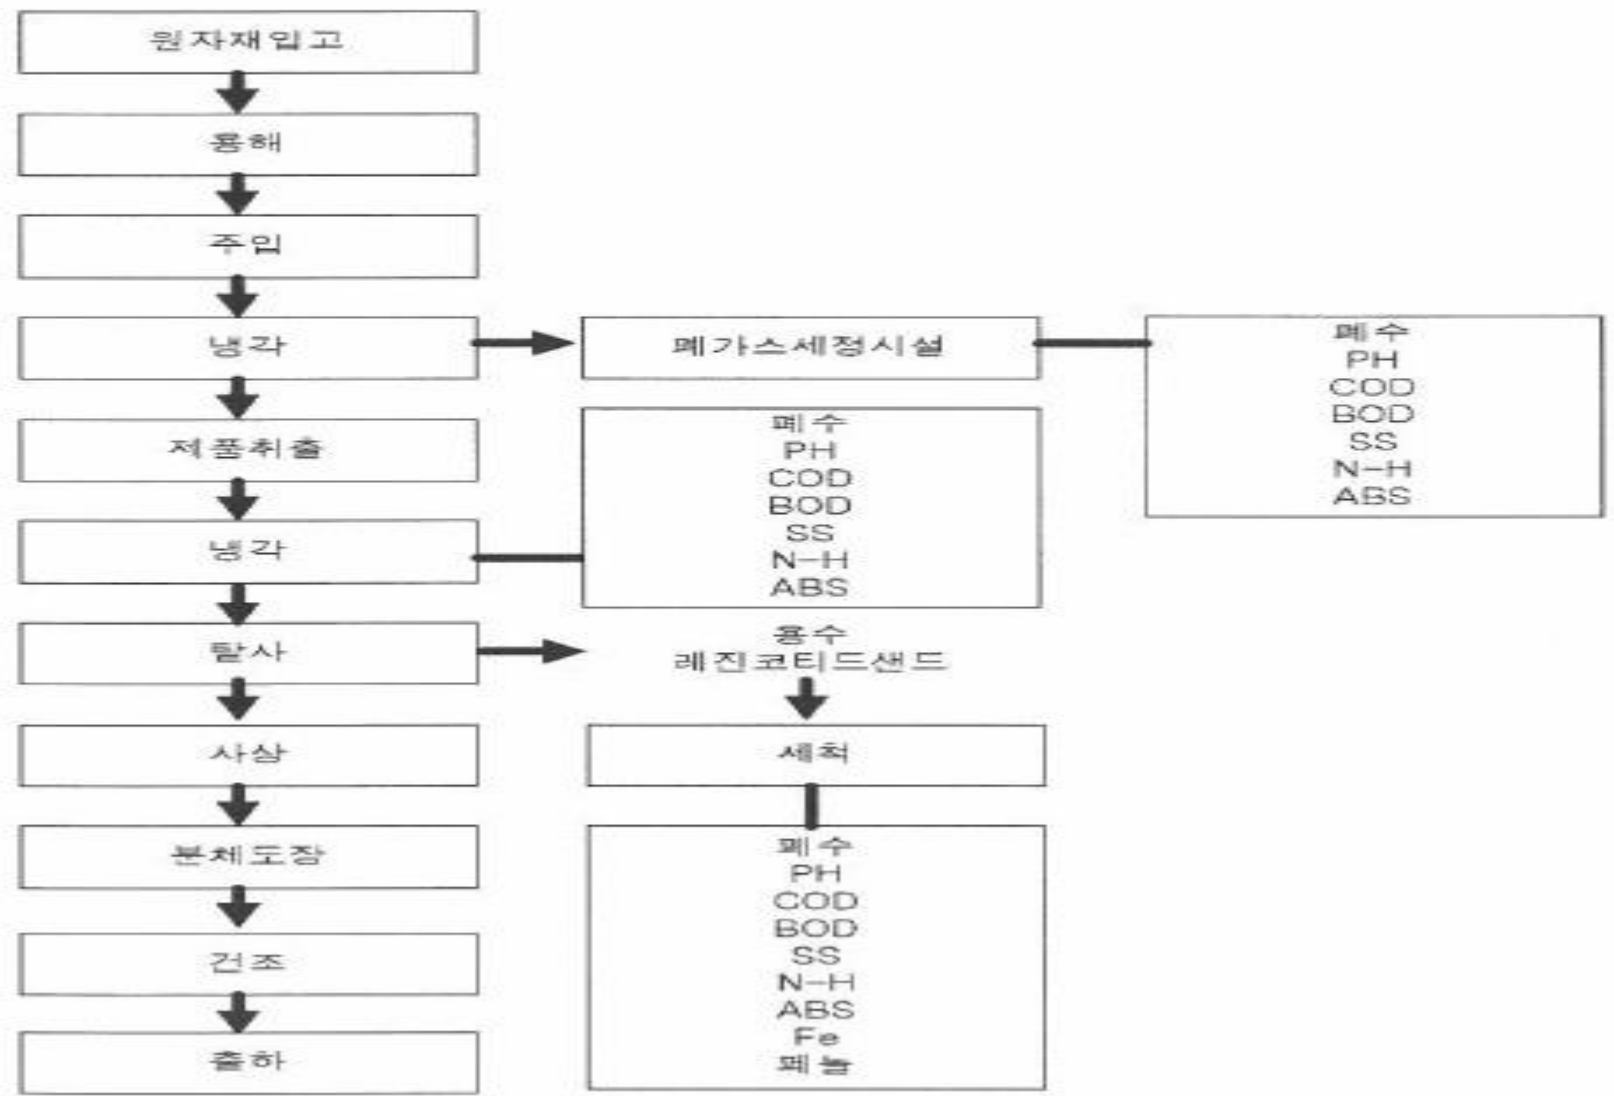 원자재입고
용해
주입
냉각
폐가스세정시설
폐수
PH
COD
BOD
SS
N-H
ABS
제품취출
냉각
폐수
PH
COD
BOD
SS
N-H
ABS
탈사
용수
레진코티드샌드
사상
세척
분체도장
건조
출하
폐수
PH
COD
BOD
SS
N-H
ABS
Fe
페놀